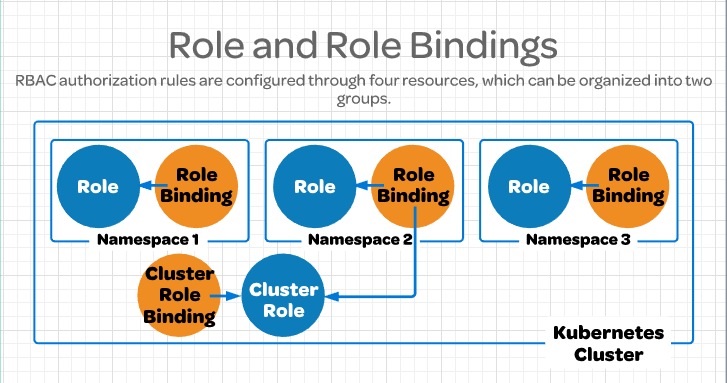 Role and Role Bindings
RBAC authorization rules are configured through four resources, which can be organized into two
groups.
Role
Role
Binding
Namespace 1
Role
Role
Binding
Namespace 2
Role
Role
Binding
Namespace 3
Cluster
Role
Binding
Cluster
Role
Kubernetes
Cluster